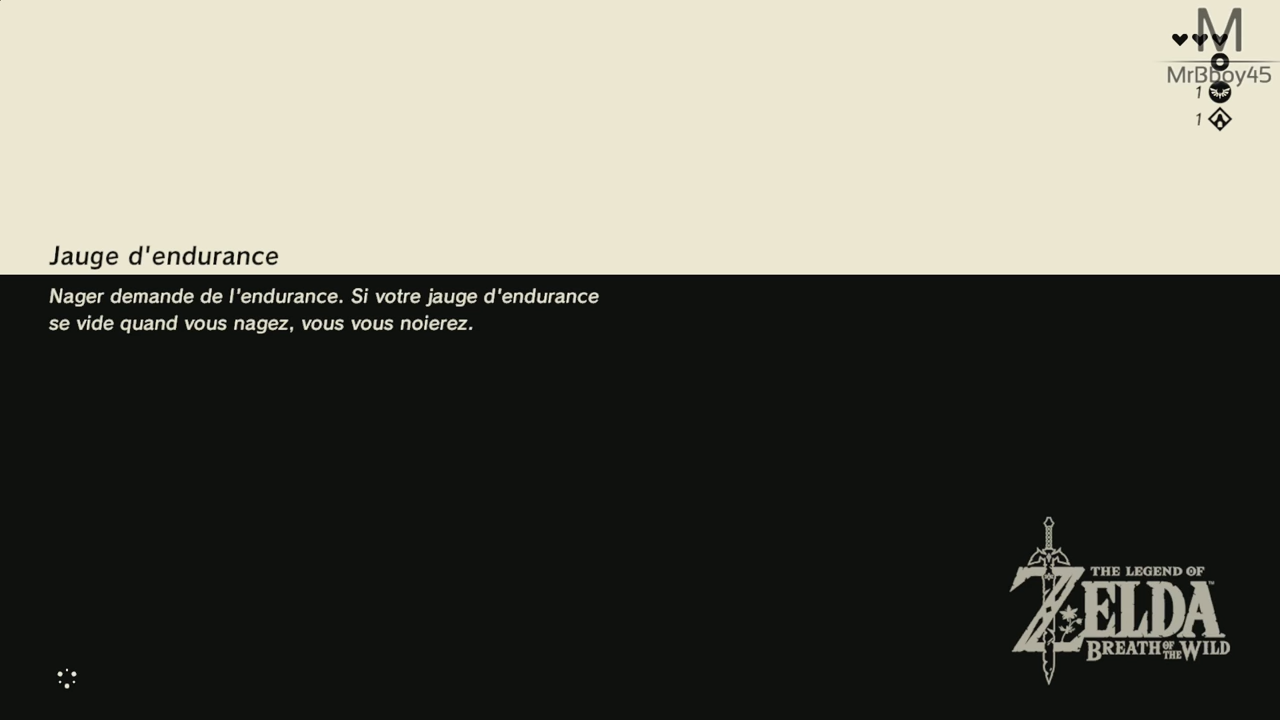 M
MrBboy45
1
1
Jauge d'endurance
Nager demande de l'endurance. Si votre jauge d'endurance
se vide quand vous nagez, vous vous noierez.
THE LEGEND OF
ZELDA
BREATH OF THE WILD